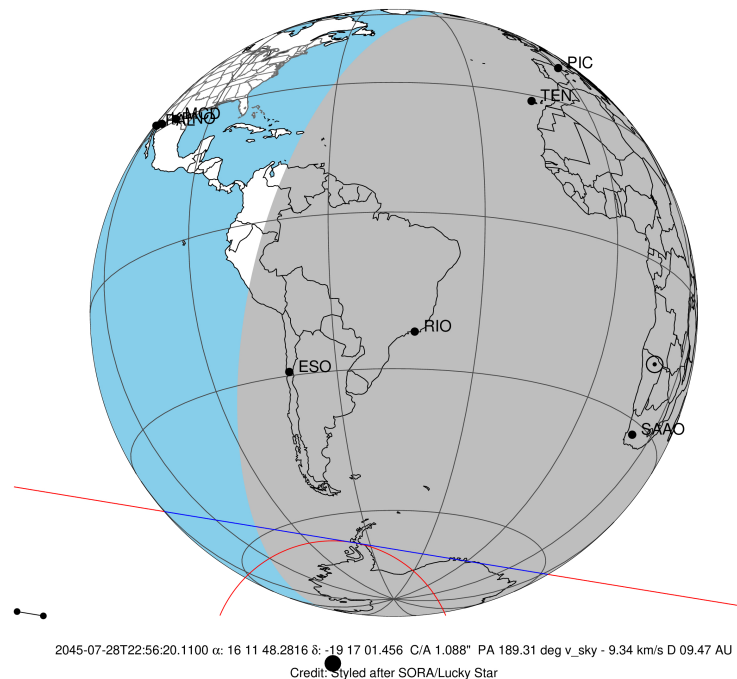 PIC
TEN
MCD
RIO
ESO
SAAO
2045-07-28T22:56:20.1100 α: 16 11 48.2816 δ: -19 17 01.456 C/A 1.088" PA 189.31 deg v_sky - 9.34 km/s D 09.47 AU
Credit: Styled after SORA/Lucky Star